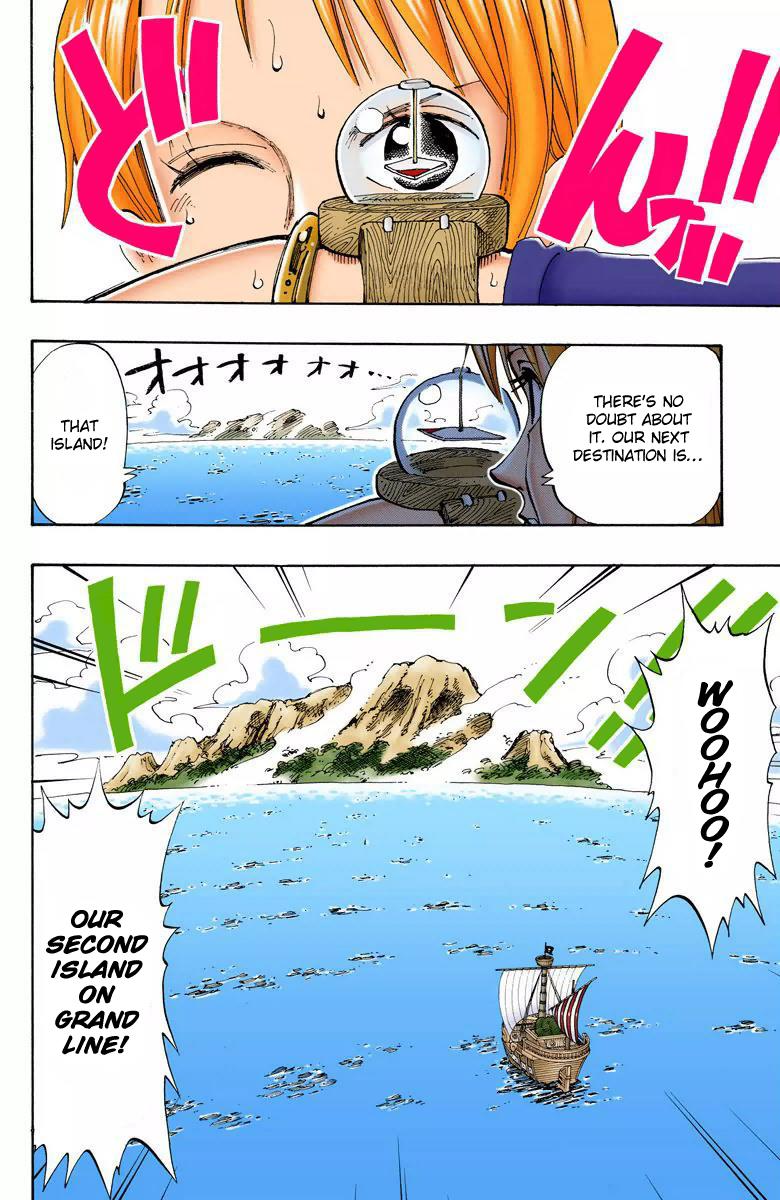 どんッ!!
THERE'S NO
DOUBT ABOUT
IT. OUR NEXT
DESTINATION IS...
オオオオオオ...
THAT
ISLAND!
ドーン!!
WOOHOO!
OUR
SECOND
ISLAND
ON
GRAND
LINE!